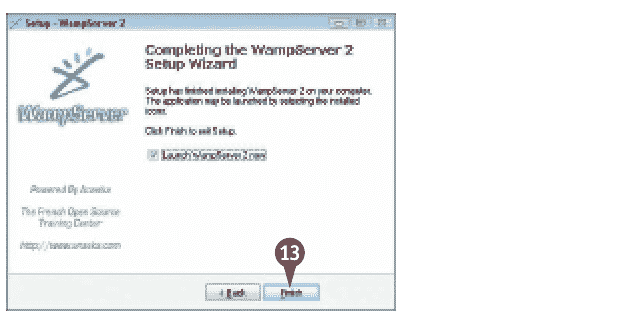 Setup - WampServer 2
Completing the WampServer 2
Setup Wizard
Setup has finished installing WampServer 2 on your computer.
The application may be launched by selecting the installed
icons.
Click Finish to exit Setup.
Launch WampServer 2 now
WampServer
Powered By Anaska
The French Open Source
Training Center
http://www.anaska.com
13
< Back
Finish